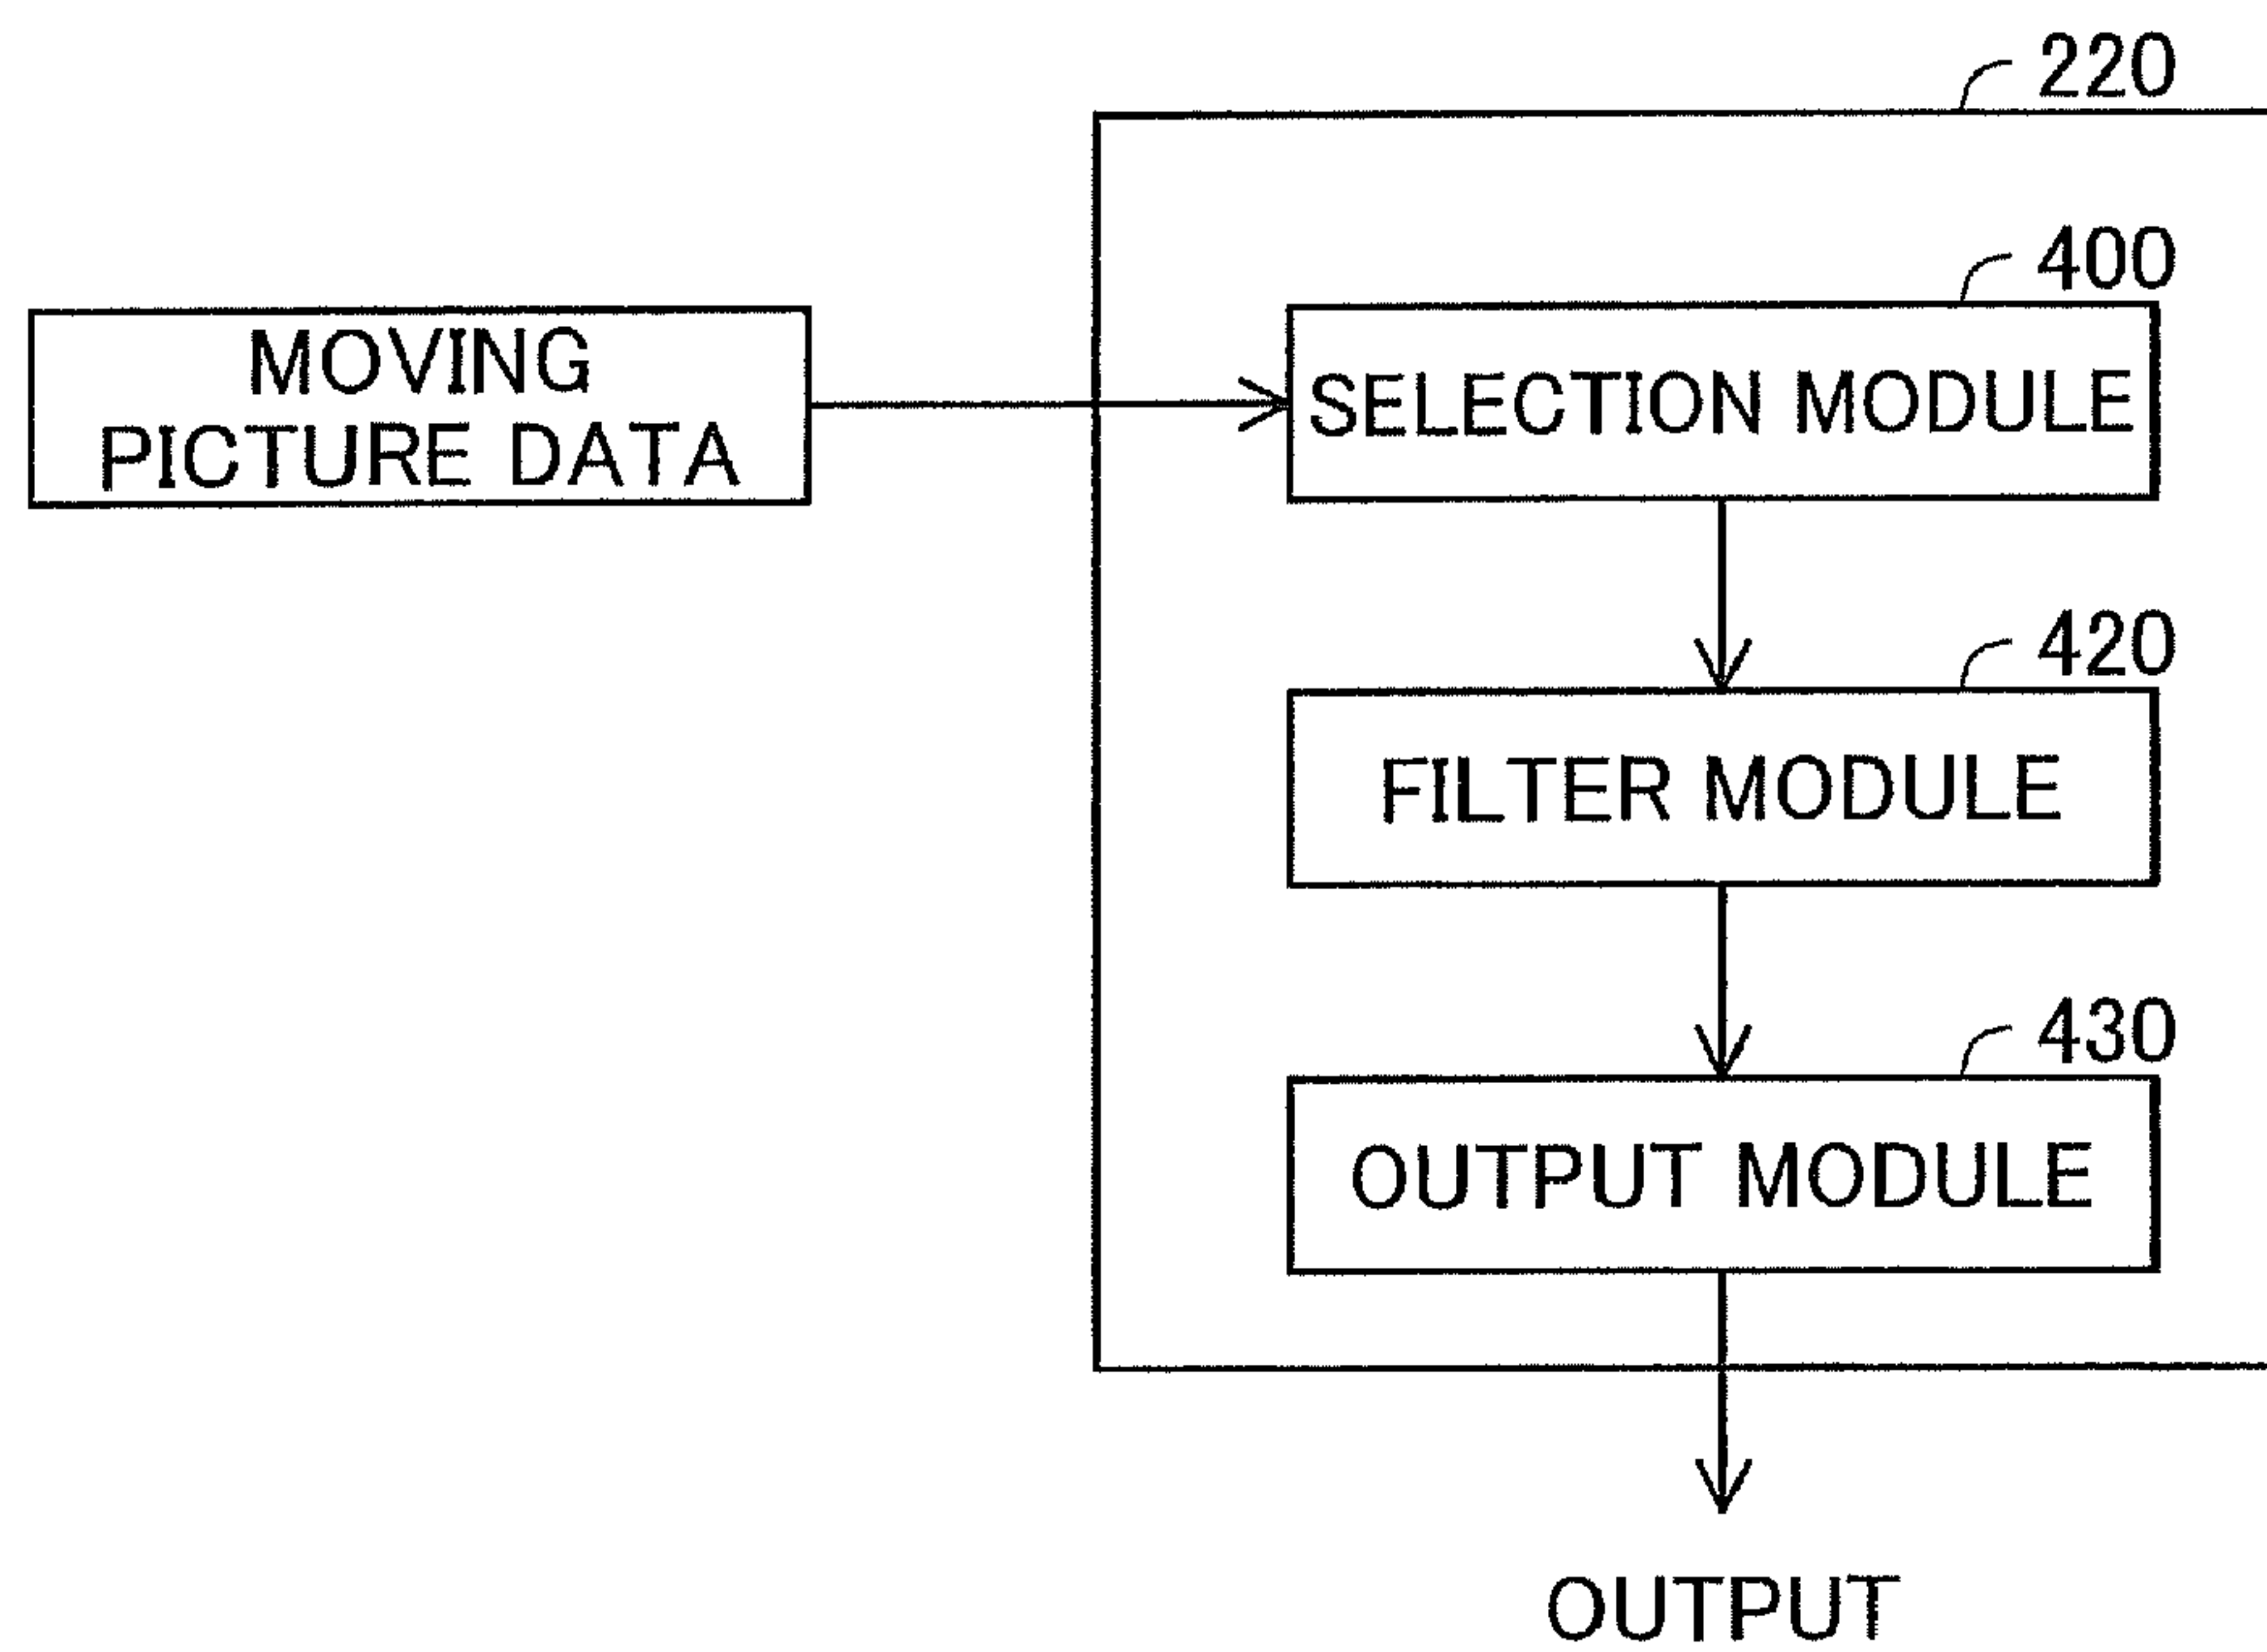 220
400
MOVING
PICTURE DATA
SELECTION MODULE
420
FILTER MODULE
430
OUTPUT MODULE
OUTPUT